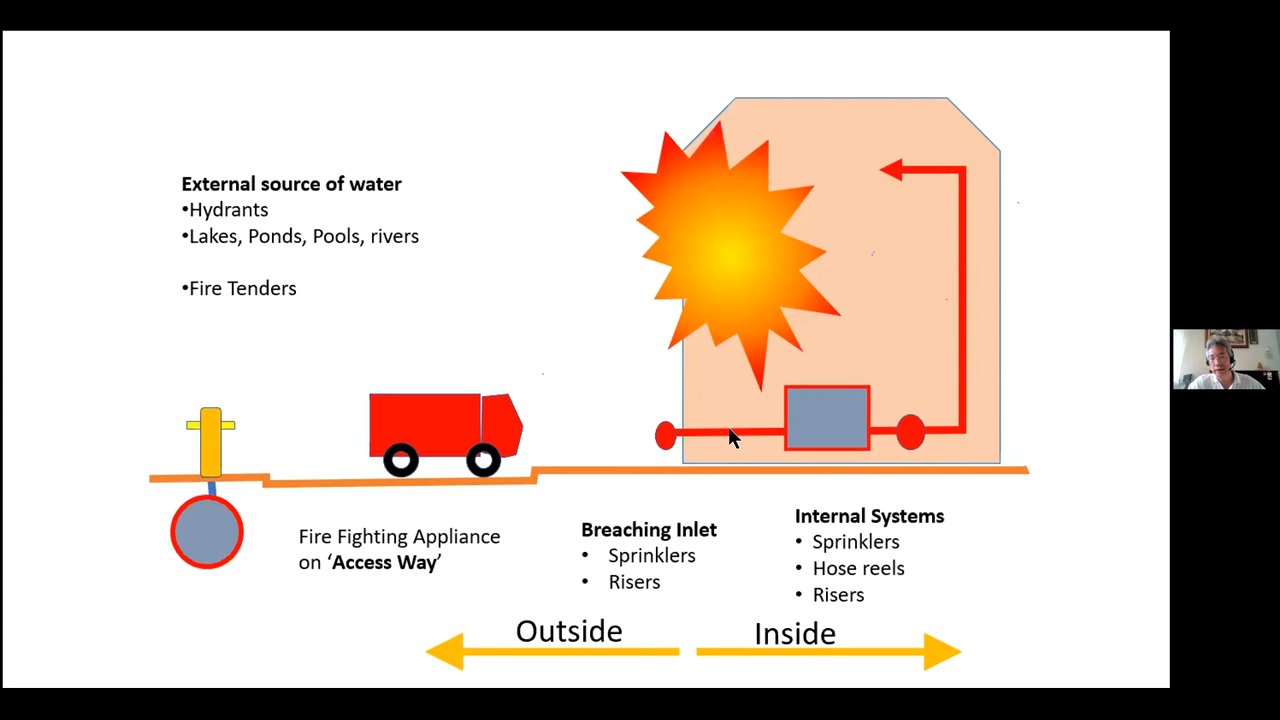 External source of water
•Hydrants
•Lakes, Ponds, Pools, rivers
•Fire Tenders
Fire Fighting Appliance
on ‘Access Way’
Breaching Inlet
• Sprinklers
• Risers
Internal Systems
• Sprinklers
• Hose reels
• Risers
Outside
Inside